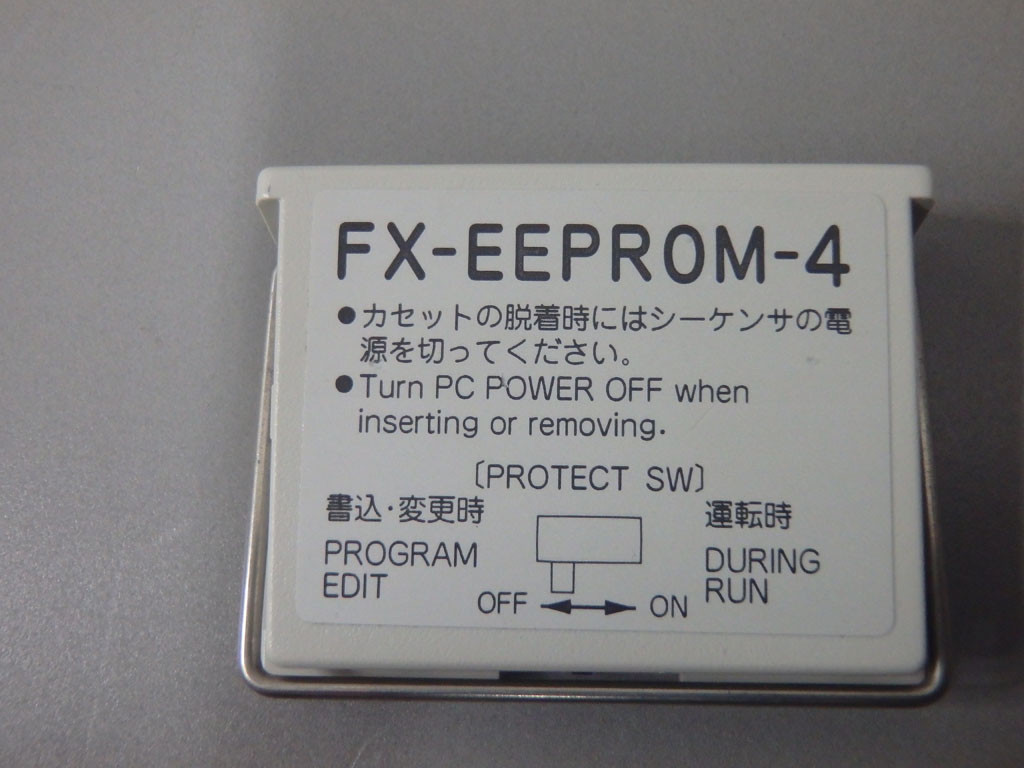 FX-EEPROM-4
●カセットの脱着時にはシーケンサの電
源を切ってください。
●Turn PC POWER OFF when
inserting or removing.
〔PROTECT SW〕
書込・変更時
運転時
PROGRAM
EDIT
DURING
RUN
OFF ↔ ON